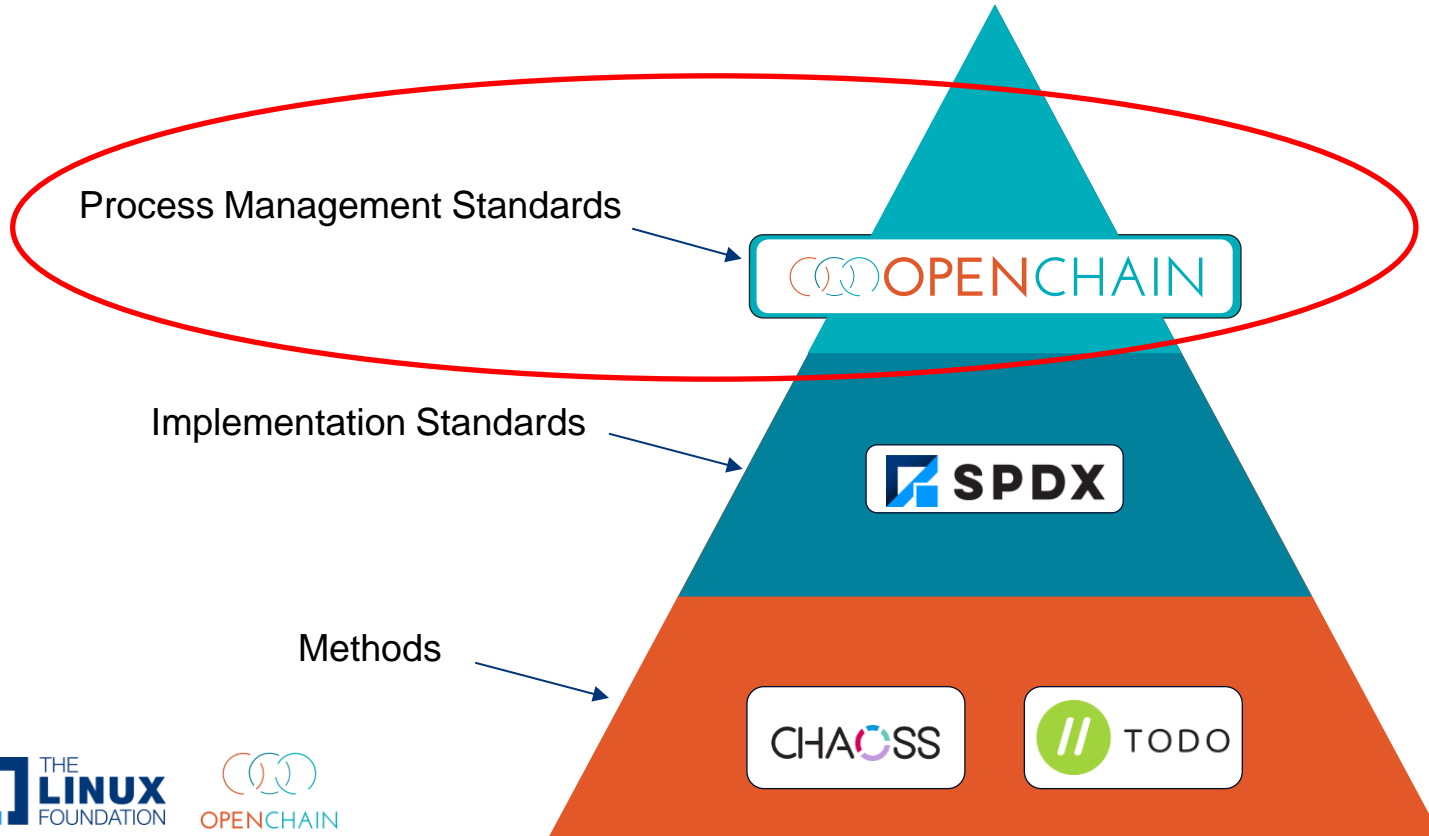 Process Management Standards
OPENCHAIN
Implementation Standards
SPDX
Methods
CHAOSS
TODO
THE
LINUX
FOUNDATION
OPENCHAIN